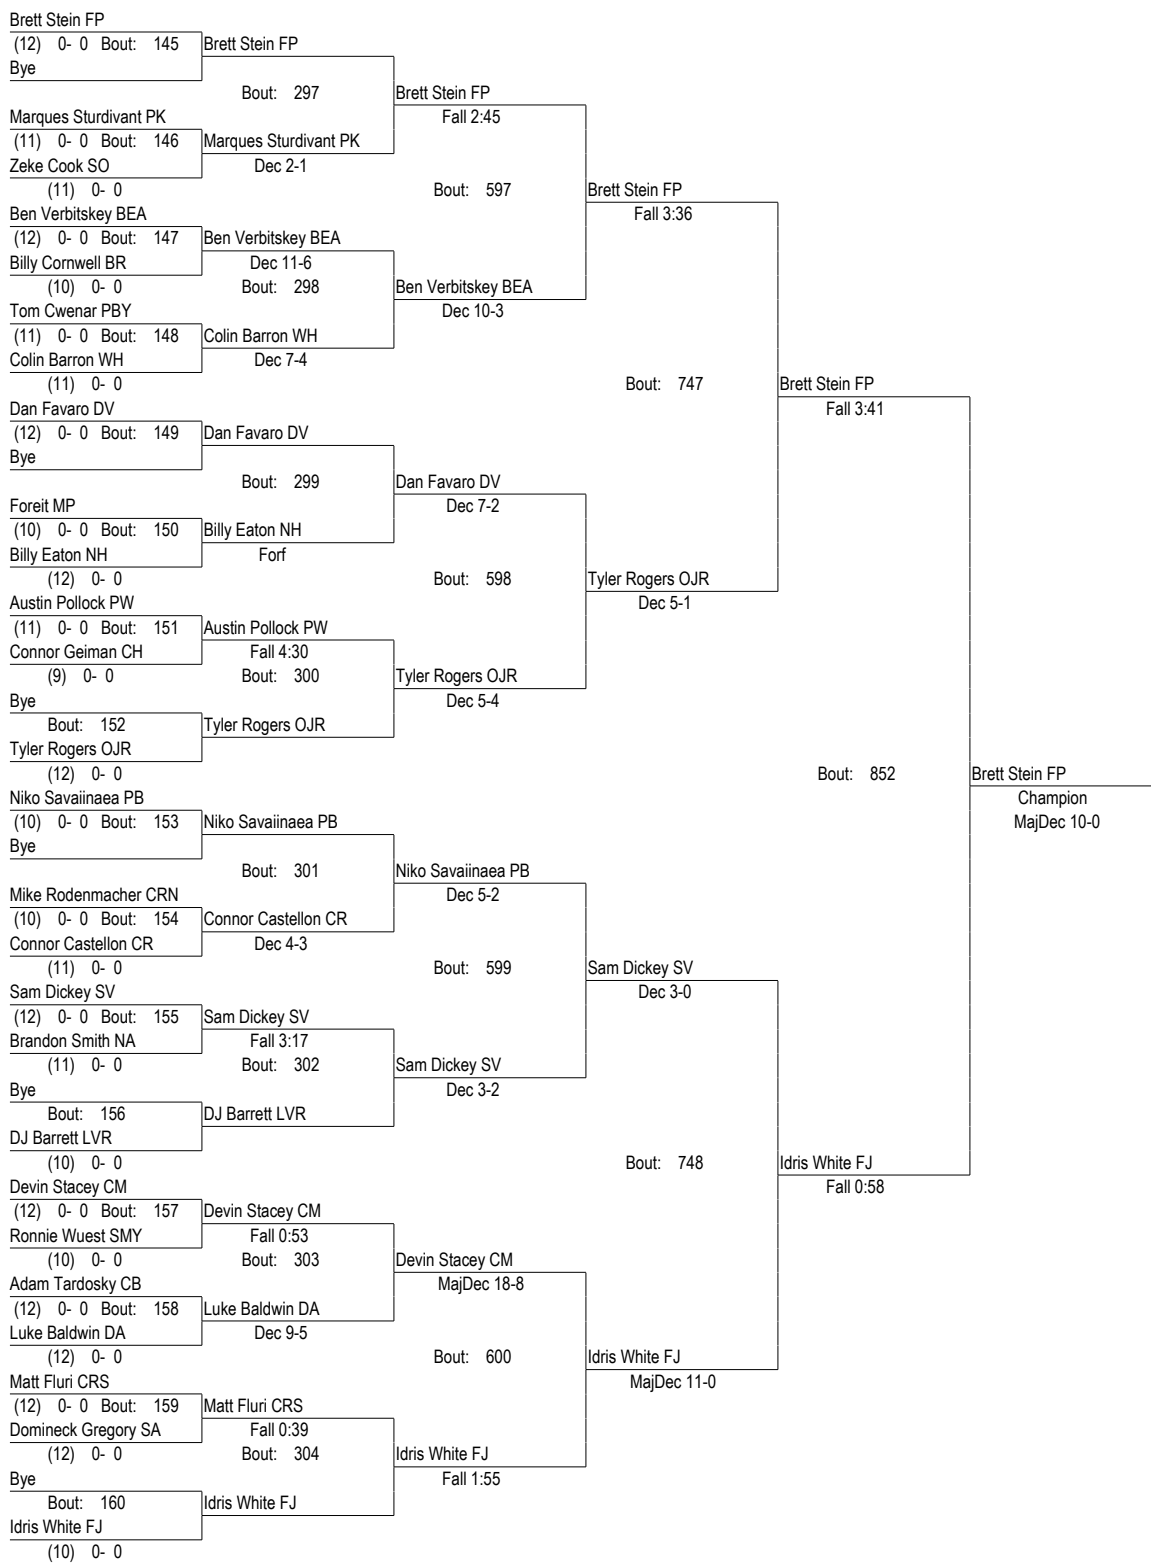 Brett Stein FP
(12) 0- 0 Bout: 145 Brett Stein FP
Bye
Bout: 297 Brett Stein FP
Marques Sturdivant PK Fall 2:45
(11) 0- 0 Bout: 146 Marques Sturdivant PK
Zeke Cook SO Dec 2-1
(11) 0- 0 Bout: 597 Brett Stein FP
Ben Verbitskey BEA Fall 3:36
(12) 0- 0 Bout: 147 Ben Verbitskey BEA
Billy Cornwell BR Dec 11-6
(10) 0- 0 Bout: 298 Ben Verbitskey BEA
Tom Cwenar PBY Dec 10-3
(11) 0- 0 Bout: 148 Colin Barron WH
Colin Barron WH Dec 7-4
(11) 0- 0 Bout: 747 Brett Stein FP
Dan Favaro DV Fall 3:41
(12) 0- 0 Bout: 149 Dan Favaro DV
Bye
Bout: 299 Dan Favaro DV
Foreit MP Dec 7-2
(10) 0- 0 Bout: 150 Billy Eaton NH
Billy Eaton NH Forf
(12) 0- 0 Bout: 598 Tyler Rogers OJR
Austin Pollock PW Dec 5-1
(11) 0- 0 Bout: 151 Austin Pollock PW
Connor Geiman CH Fall 4:30
(9) 0- 0 Bout: 300 Tyler Rogers OJR
Bye Dec 5-4
Bout: 152 Tyler Rogers OJR
Tyler Rogers OJR
(12) 0- 0 Bout: 852 Brett Stein FP
Niko Savaiinaea PB Champion
(10) 0- 0 Bout: 153 Niko Savaiinaea PB MajDec 10-0
Bye
Bout: 301 Niko Savaiinaea PB
Mike Rodenmacher CRN Dec 5-2
(10) 0- 0 Bout: 154 Connor Castellon CR
Connor Castellon CR Dec 4-3
(11) 0- 0 Bout: 599 Sam Dickey SV
Sam Dickey SV Dec 3-0
(12) 0- 0 Bout: 155 Sam Dickey SV
Brandon Smith NA Fall 3:17
(11) 0- 0 Bout: 302 Sam Dickey SV
Bye Dec 3-2
Bout: 156 DJ Barrett LVR
DJ Barrett LVR
(10) 0- 0 Bout: 748 Idris White FJ
Devin Stacey CM Fall 0:58
(12) 0- 0 Bout: 157 Devin Stacey CM
Ronnie Wuest SMY Fall 0:53
(10) 0- 0 Bout: 303 Devin Stacey CM
Adam Tardosky CB MajDec 18-8
(12) 0- 0 Bout: 158 Luke Baldwin DA
Luke Baldwin DA Dec 9-5
(12) 0- 0 Bout: 600 Idris White FJ
Matt Fluri CRS MajDec 11-0
(12) 0- 0 Bout: 159 Matt Fluri CRS
Domineck Gregory SA Fall 0:39
(12) 0- 0 Bout: 304 Idris White FJ
Bye Fall 1:55
Bout: 160 Idris White FJ
Idris White FJ
(10) 0- 0